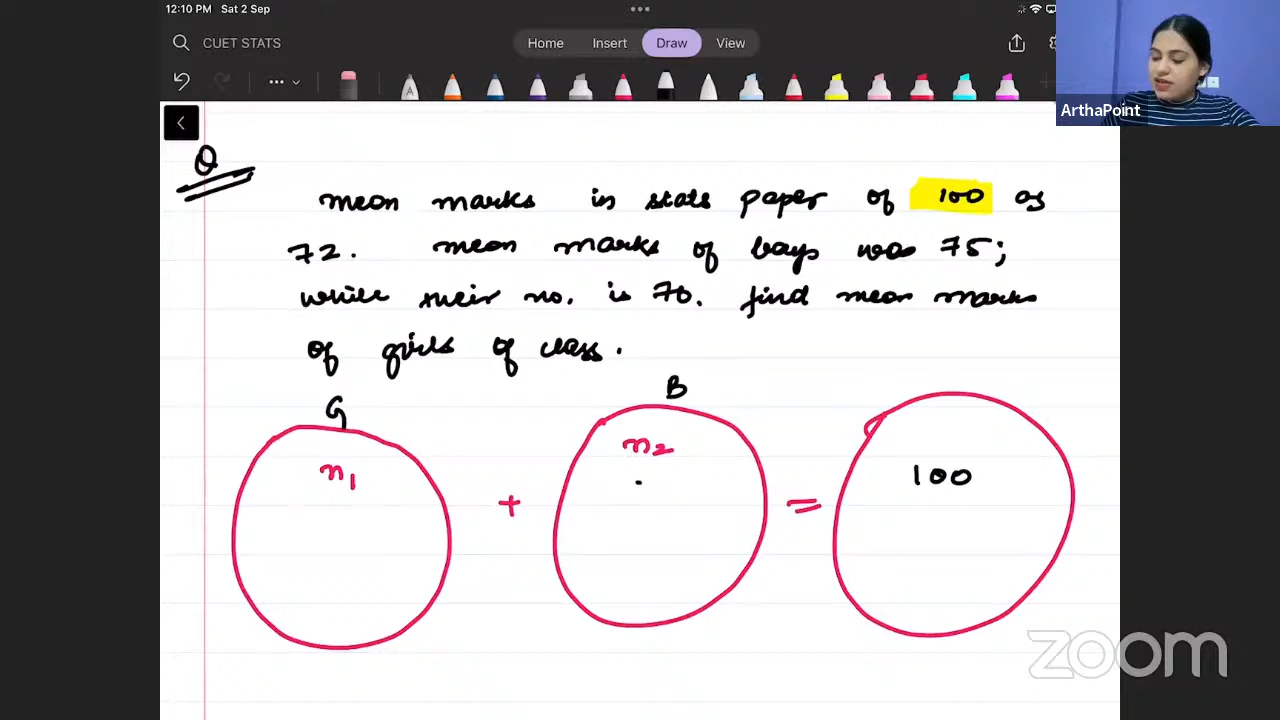 12:10 PM Sat 2 Sep
CUET STATS
Home Insert Draw View
A
ArthaPoint
Q
mean marks in stats paper of 100 as
72. mean marks of boys was 75;
while their no. is 70. find mean marks
of girls of class.
G
B
n1
n2
100
+
=
zoom